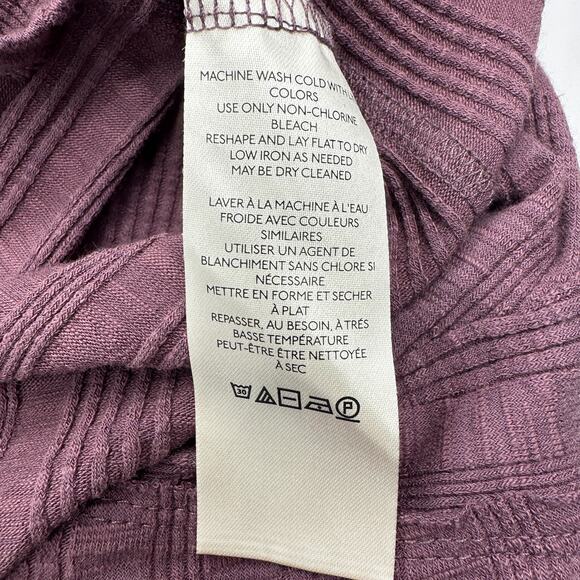 MACHINE WASH COLD WITH
COLORS
USE ONLY NON-CHLORINE
BLEACH
RESHAPE AND LAY FLAT TO DRY
LOW IRON AS NEEDED
MAY BE DRY CLEANED
LAVER À LA MACHINE À L'EAU
FROIDE AVEC COULEURS
SIMILAIRES
UTILISER UN AGENT DE
BLANCHIMENT SANS CHLORE SI
NÉCESSAIRE
METTRE EN FORME ET SECHER
À PLAT
REPASSER, AU BESOIN, À TRÉS
BASSE TEMPÉRATURE
PEUT-ÊTRE ÊTRE NETTOYÉE
À SEC
30 P